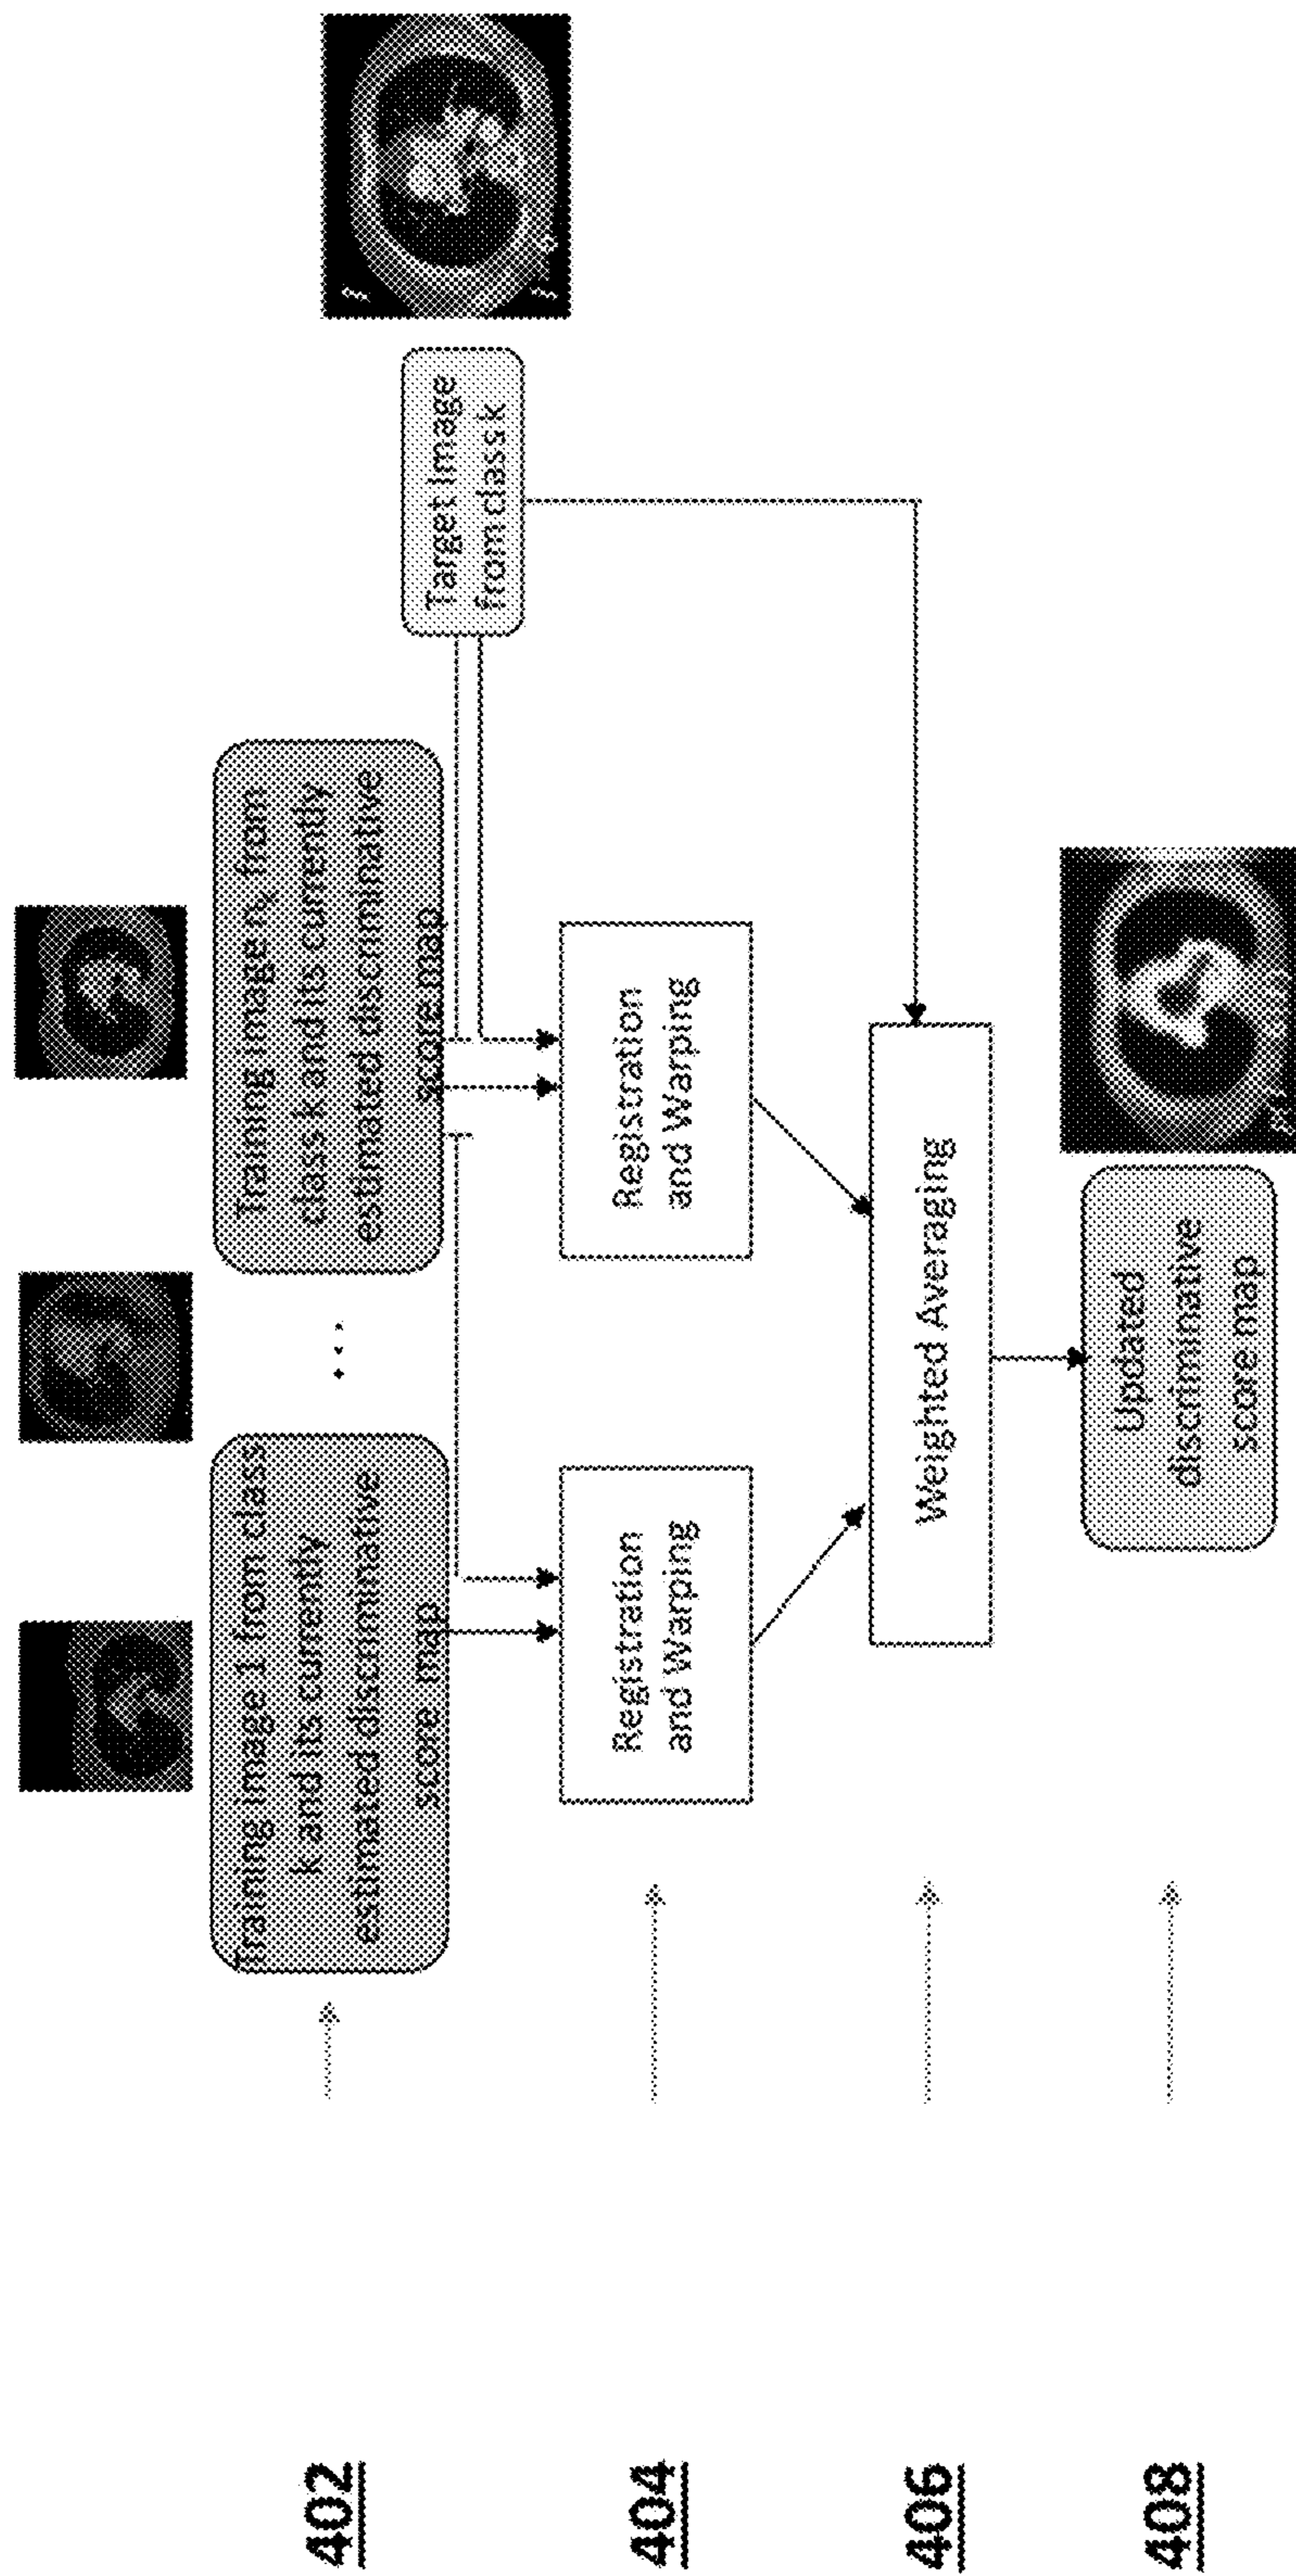 402
Training image 1 from class
k and its currently
estimated discriminative
score map
...
Training image nₖ from
class k and its currently
estimated discriminative
score map
Target image
from class k
404
Registration
and Warping
Registration
and Warping
406
Weighted Averaging
408
Updated
discriminative
score map